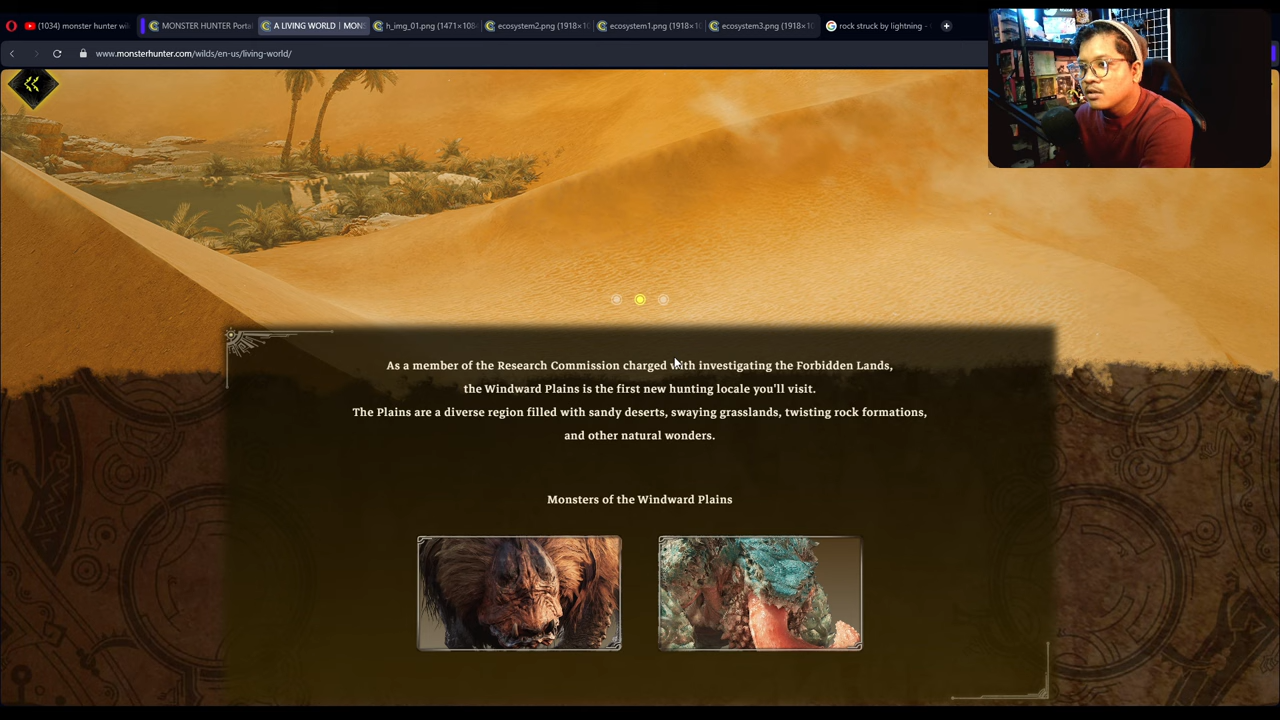 (1034) monster hunter wil
MONSTER HUNTER Porta
A LIVING WORLD | MON
h_img_01.png (1471×108
ecosystem2.png (1918×1
ecosystem1.png (1918×1
ecosystem3.png (1918×1
rock struck by lightning -
www.monsterhunter.com/wilds/en-us/living-world/
As a member of the Research Commission charged with investigating the Forbidden Lands,
the Windward Plains is the first new hunting locale you'll visit.
The Plains are a diverse region filled with sandy deserts, swaying grasslands, twisting rock formations,
and other natural wonders.
Monsters of the Windward Plains